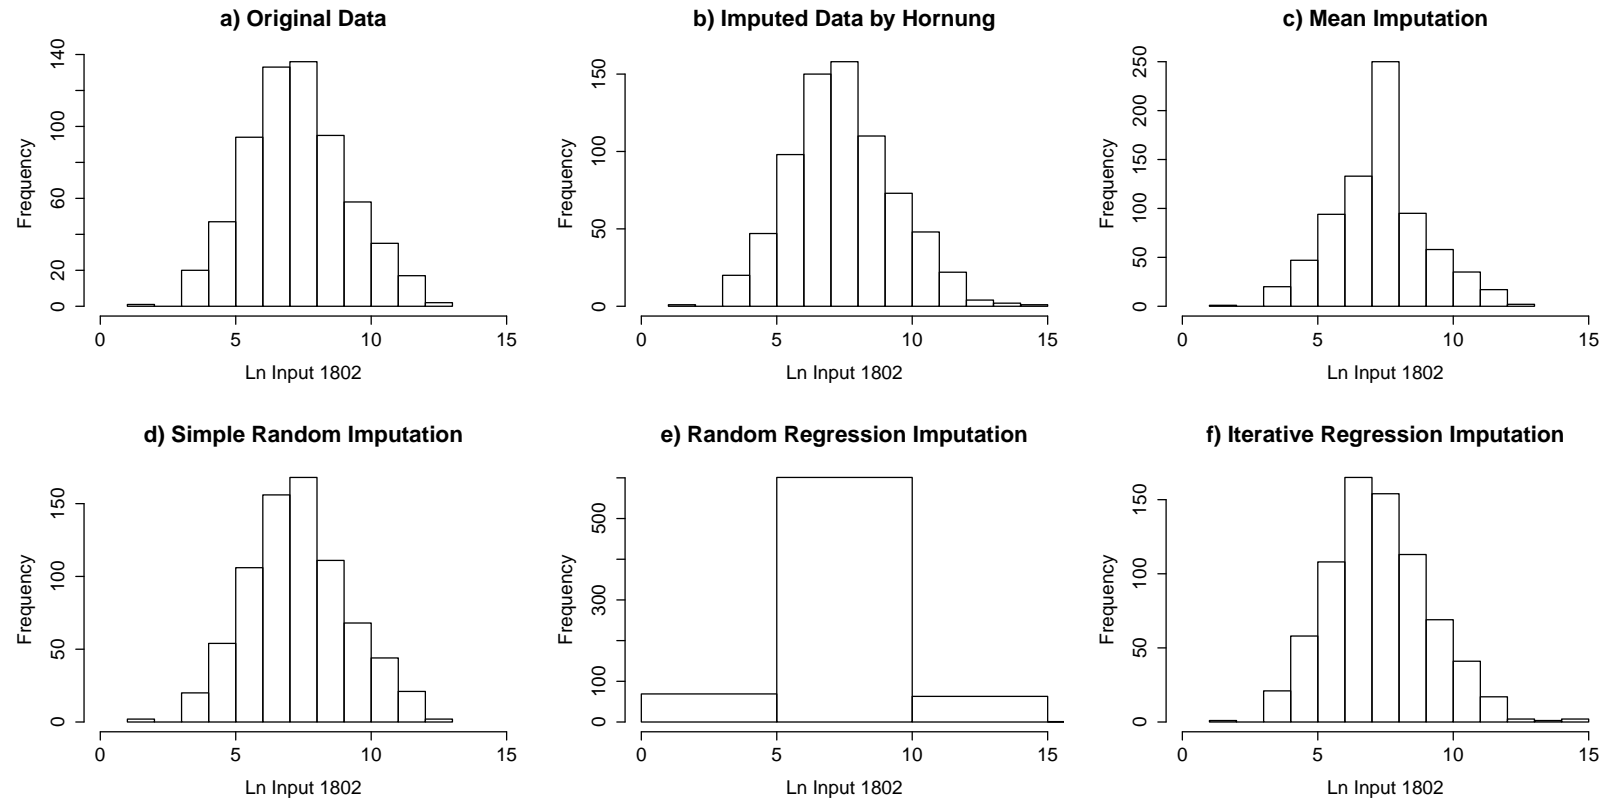 a) Original Data
Frequency
0
20
60
100
140
0 5 10 15
Ln Input 1802
b) Imputed Data by Hornung
Frequency
0
50
100
150
0 5 10 15
Ln Input 1802
c) Mean Imputation
Frequency
0
50
100
150
200
250
0 5 10 15
Ln Input 1802
d) Simple Random Imputation
Frequency
0
50
100
150
0 5 10 15
Ln Input 1802
e) Random Regression Imputation
Frequency
0
100
300
500
0 5 10 15
Ln Input 1802
f) Iterative Regression Imputation
Frequency
0
50
100
150
0 5 10 15
Ln Input 1802